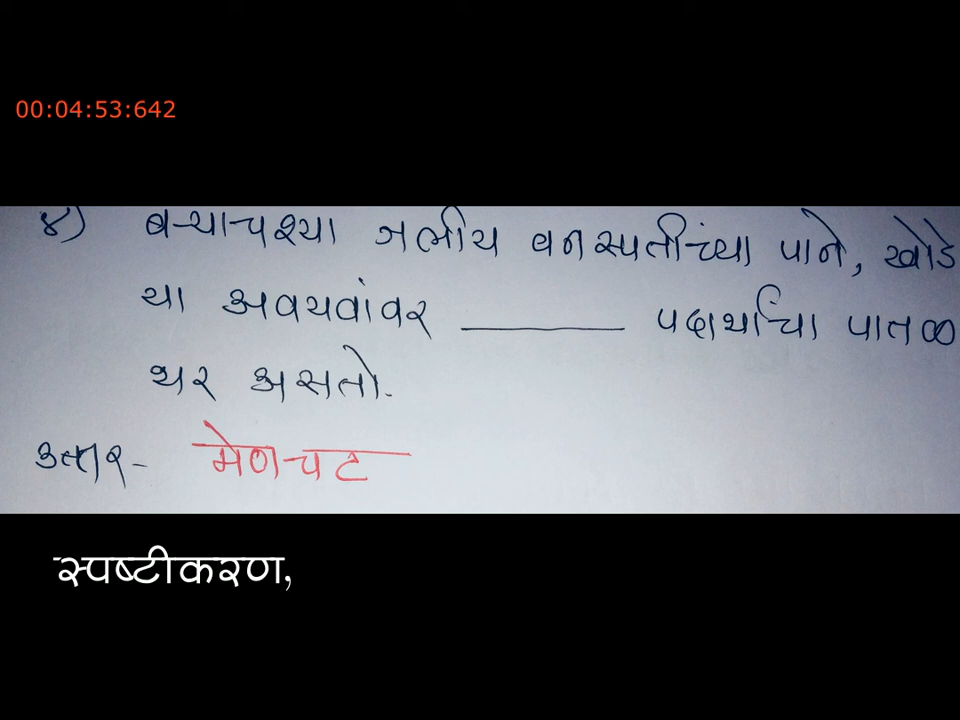 00:04:53:642
४) बऱ्याचश्या जलीय वनस्पतींच्या पाने, खोडे
या अवयवांवर ________ पदार्थाचा पातळ
थर असतो.
उत्तर- मेणचट
स्पष्टीकरण,